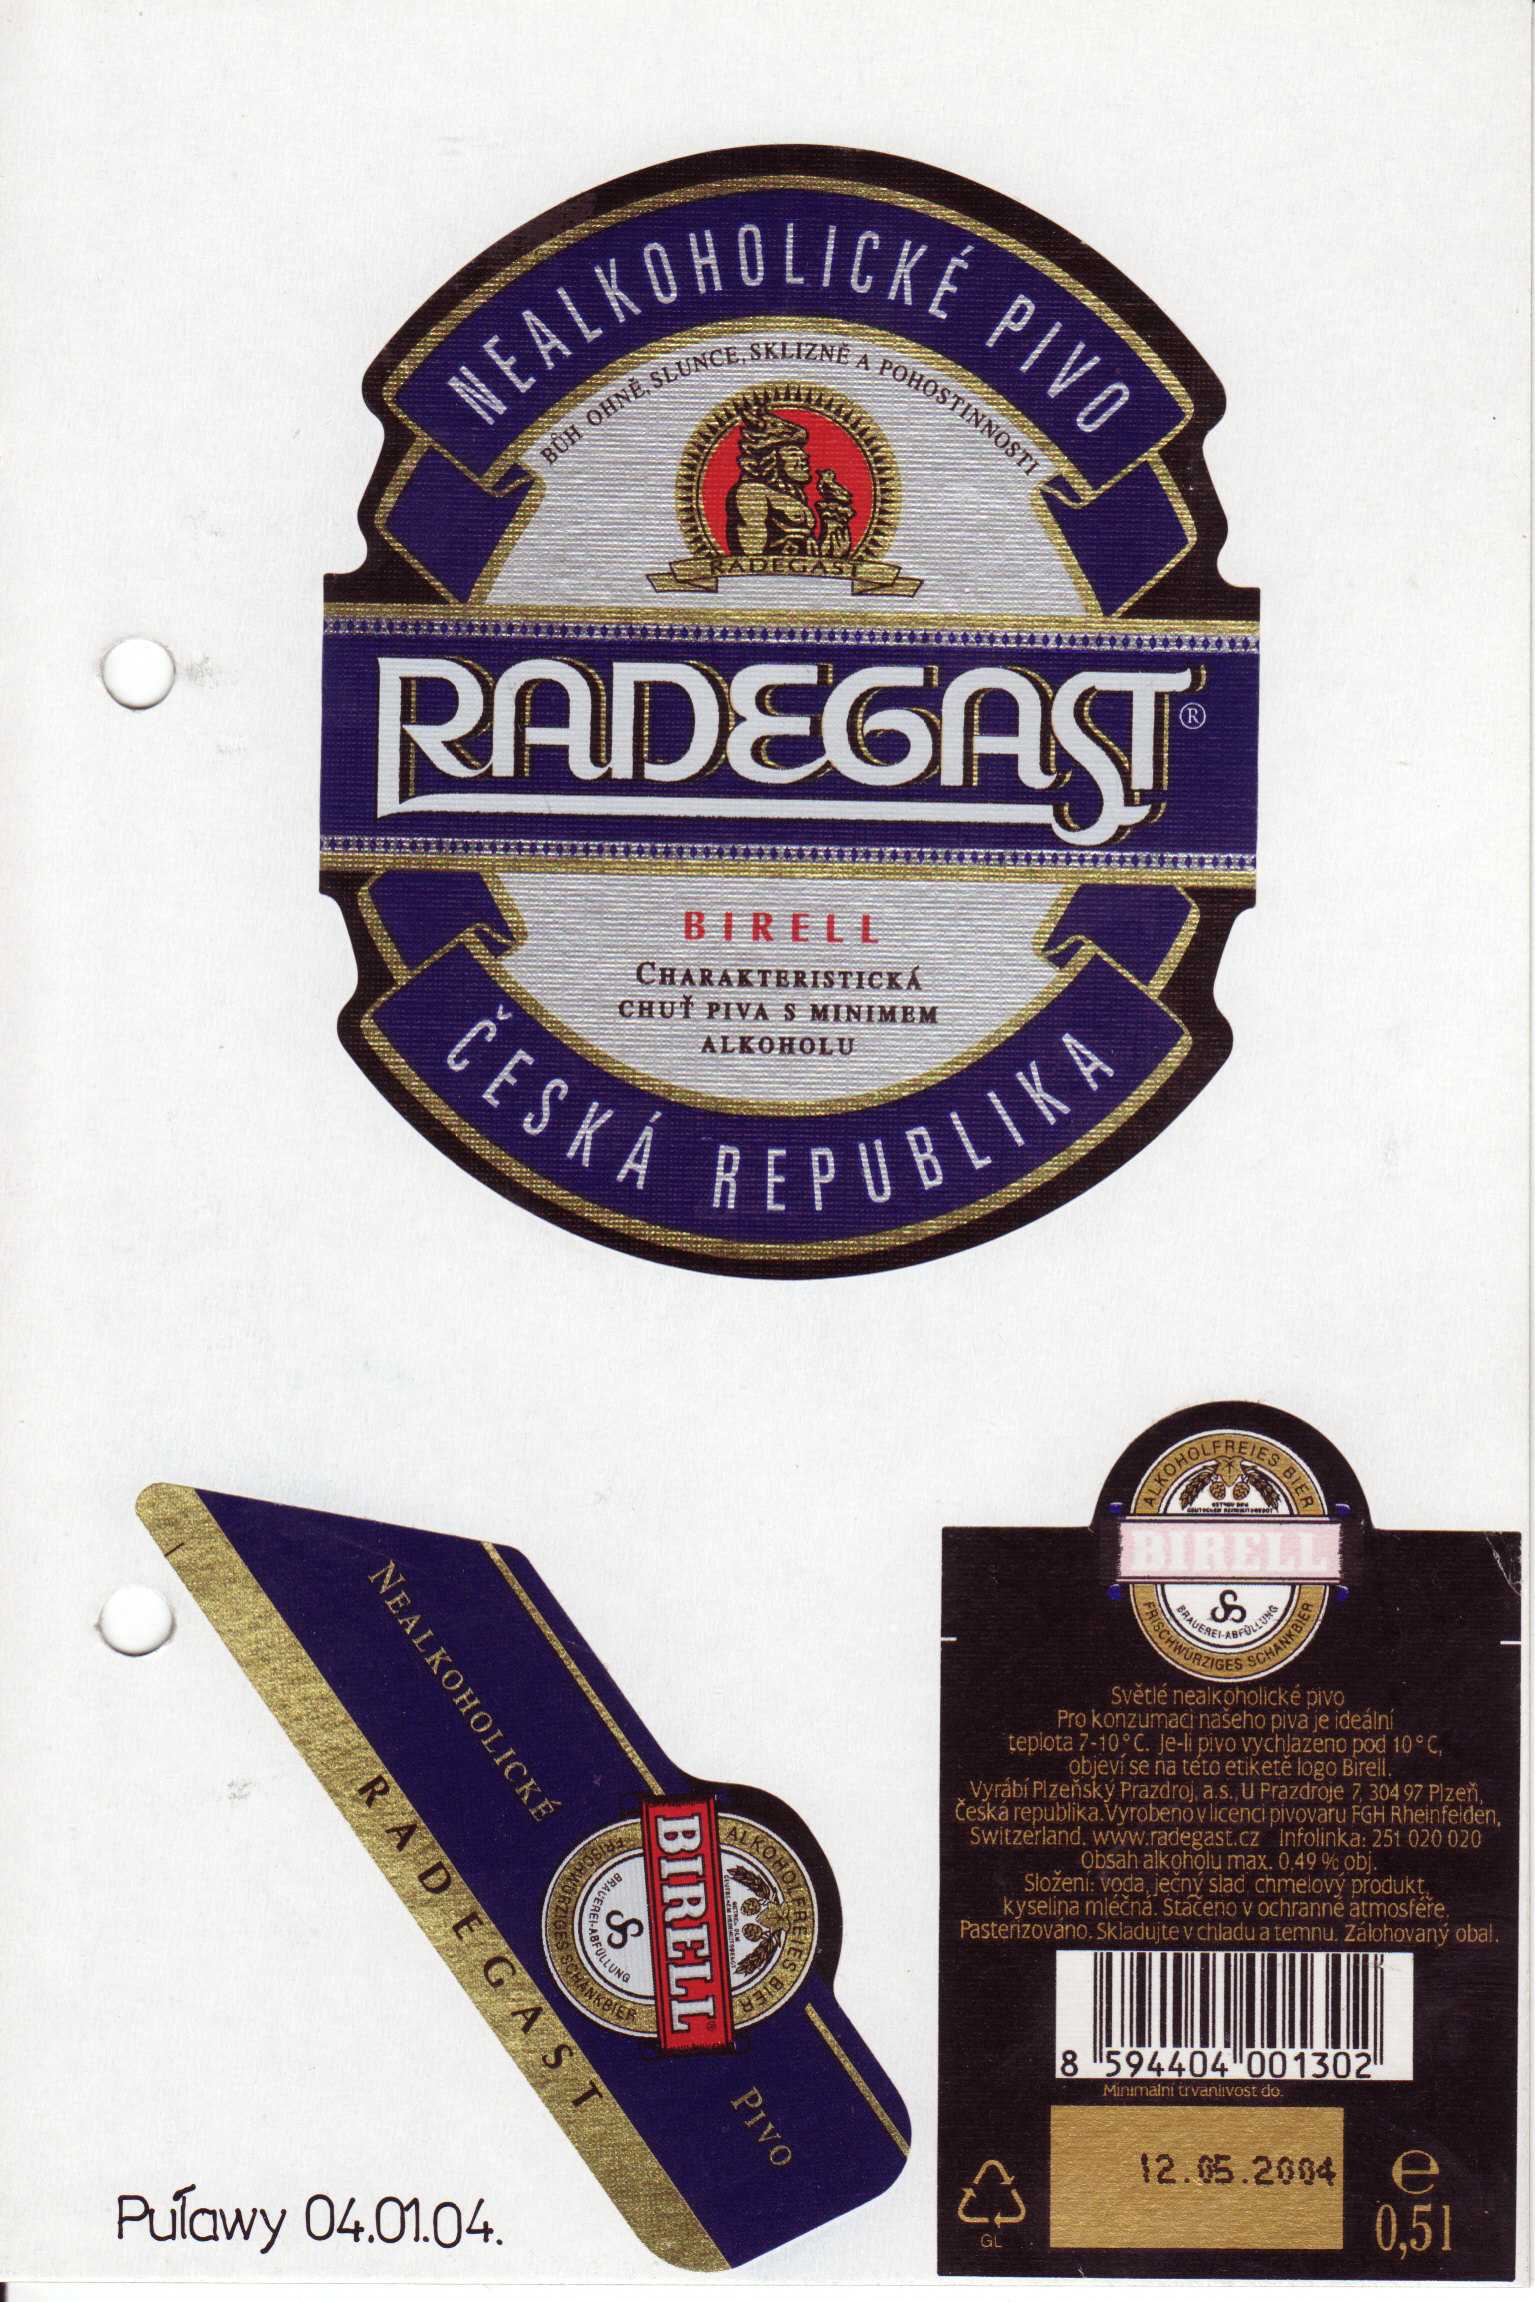 NEALKOHOLICKÉ PIVO
BŮH OHNĚ, SLUNCE, SKLIZNĚ A POHOSTINNOSTI
RADEGAST
RADEGAST®
BIRELL
CHARAKTERISTICKÁ
CHUŤ PIVA S MINIMEM
ALKOHOLU
ČESKÁ REPUBLIKA
NEALKOHOLICKÉ PIVO
RADEGAST
ALKOHOLFREIES BIER
BIRELL®
BRAUEREI-ABFÜLLUNG
FRISCHWÜRZIGES SCHANKBIER
ALKOHOLFREIES BIER
BIRELL
BRAUEREI-ABFÜLLUNG
FRISCHWÜRZIGES SCHANKBIER
Světlé nealkoholické pivo
Pro konzumaci našeho piva je ideální
teplota 7-10°C. Je-li pivo vychlazeno pod 10°C,
objeví se na této etiketě logo Birell.
Vyrábí Plzeňský Prazdroj, a.s., U Prazdroje 7, 304 97 Plzeň,
Česká republika. Vyrobeno v licenci pivovaru FGH Rheinfelden,
Switzerland. www.radegast.cz Infolinka: 251 020 020
Obsah alkoholu max. 0,49 % obj.
Složení: voda, ječný slad, chmelový produkt,
kyselina mléčná. Stáčeno v ochranné atmosféře.
Pasterizováno. Skladujte v chladu a temnu. Zálohovaný obal.
8 594404 001302
Minimální trvanlivost do:
12.05.2004
GL
e
0,5 l
Puławy 04.01.04.